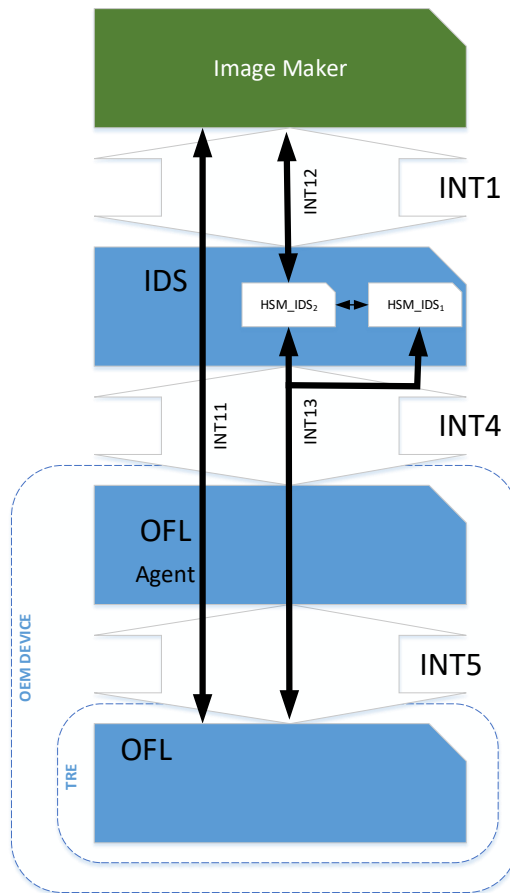 Image Maker
INT12
INT1
IDS
HSM_IDS₂
HSM_IDS₁
INT11
INT13
INT4
OFL
Agent
OEM DEVICE
INT5
OFL
TRE